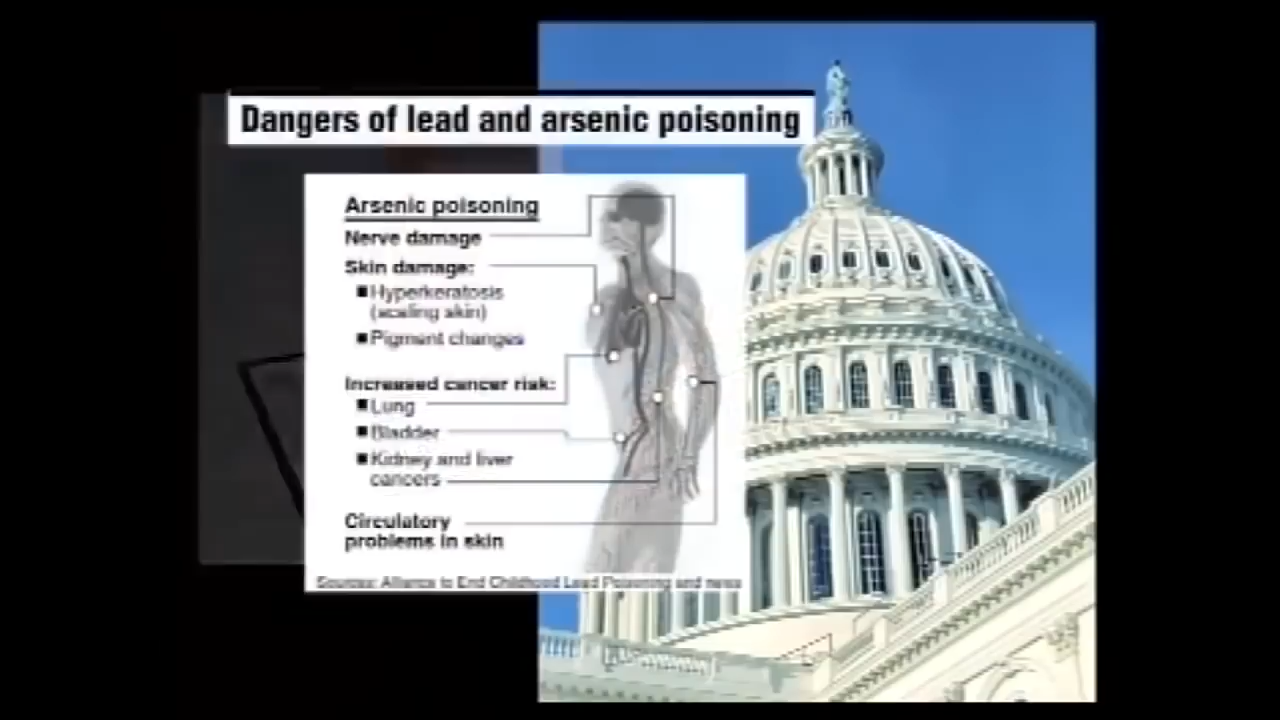 Dangers of lead and arsenic poisoning
Arsenic poisoning
Nerve damage
Skin damage:
■ Hyperkeratosis
(scaling skin)
■ Pigment changes
Increased cancer risk:
■ Lung
■ Bladder
■ Kidney and liver
cancers
Circulatory
problems in skin
Sources: Alliance to End Childhood Lead Poisoning and news